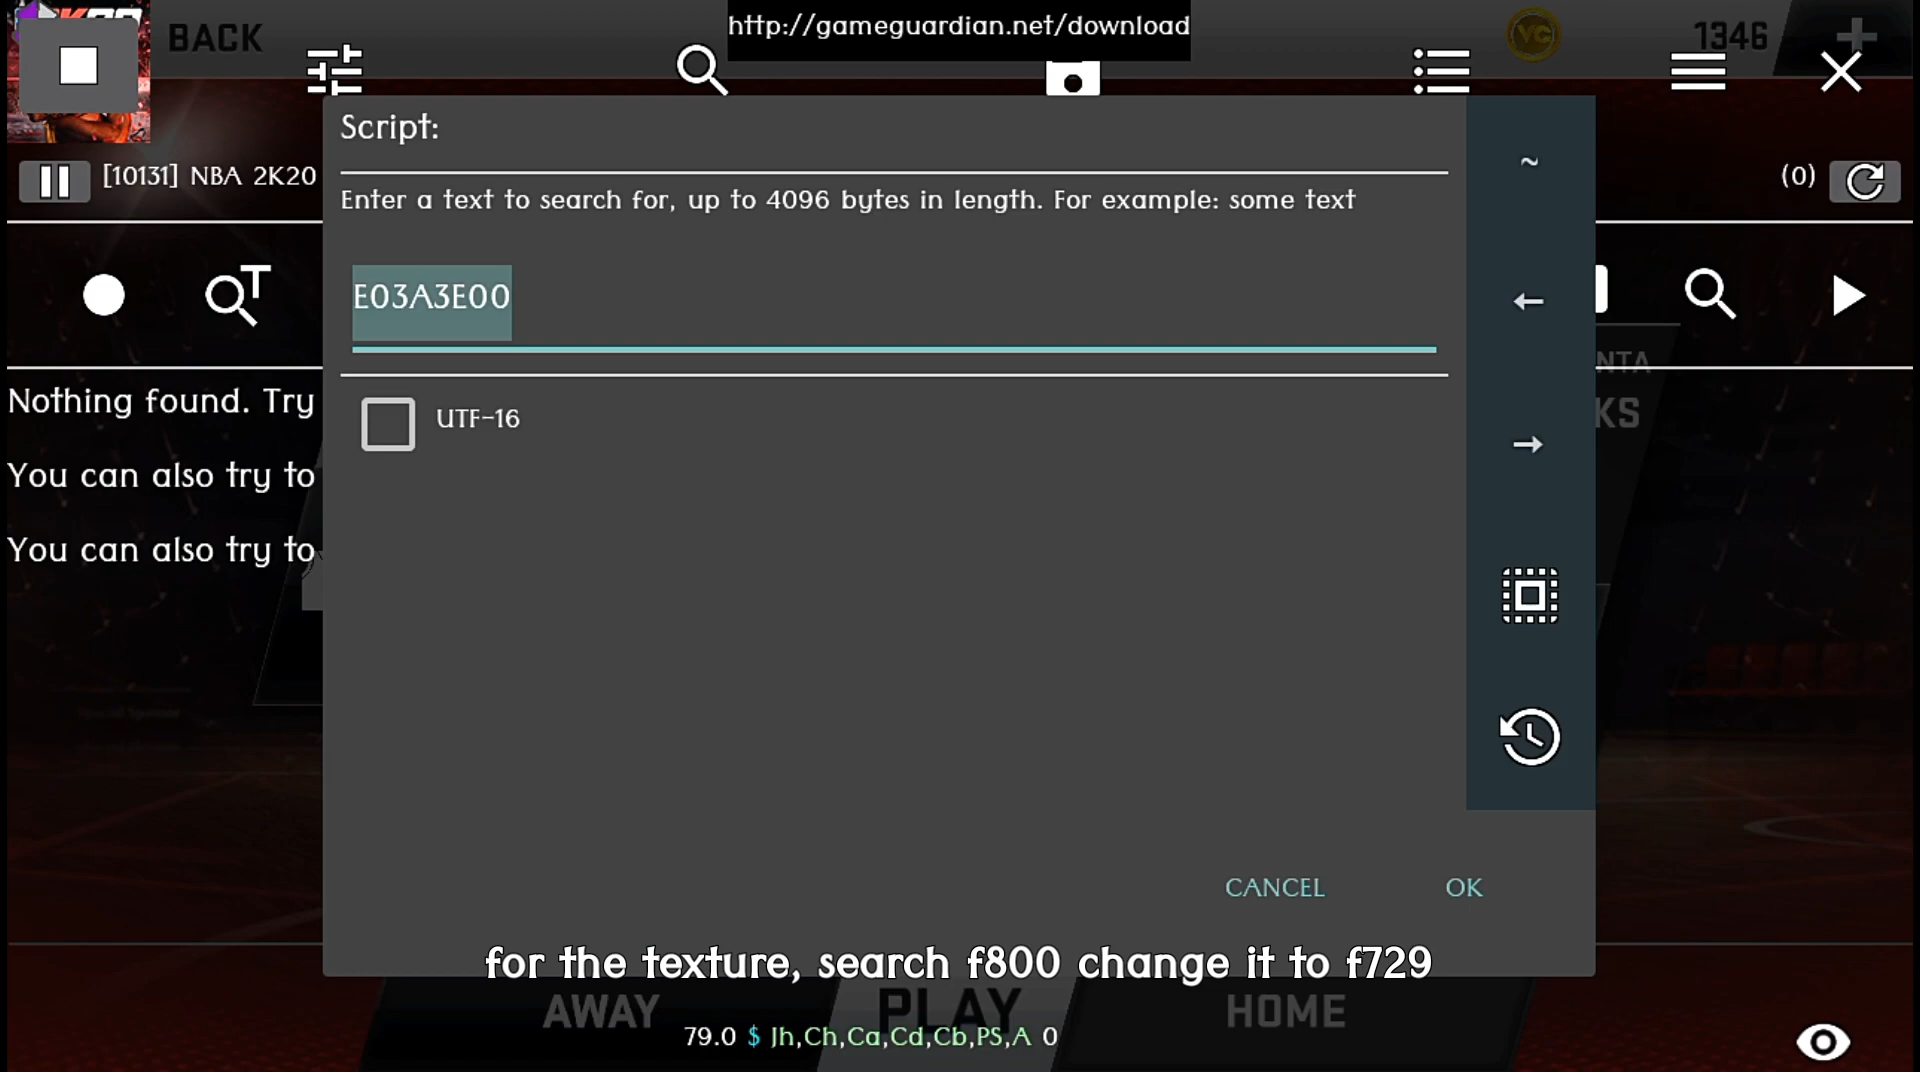 http://gameguardian.net/download
BACK
1346
VC
Script:
[10131] NBA 2K20
(0)
Enter a text to search for, up to 4096 bytes in length. For example: some text
~
E03A3E00
T
Nothing found. Try
UTF-16
You can also try to
You can also try to
CANCEL
OK
for the texture, search f800 change it to f729
AWAY
PLAY
HOME
79.0 $ Jh,Ch,Ca,Cd,Cb,PS,A 0